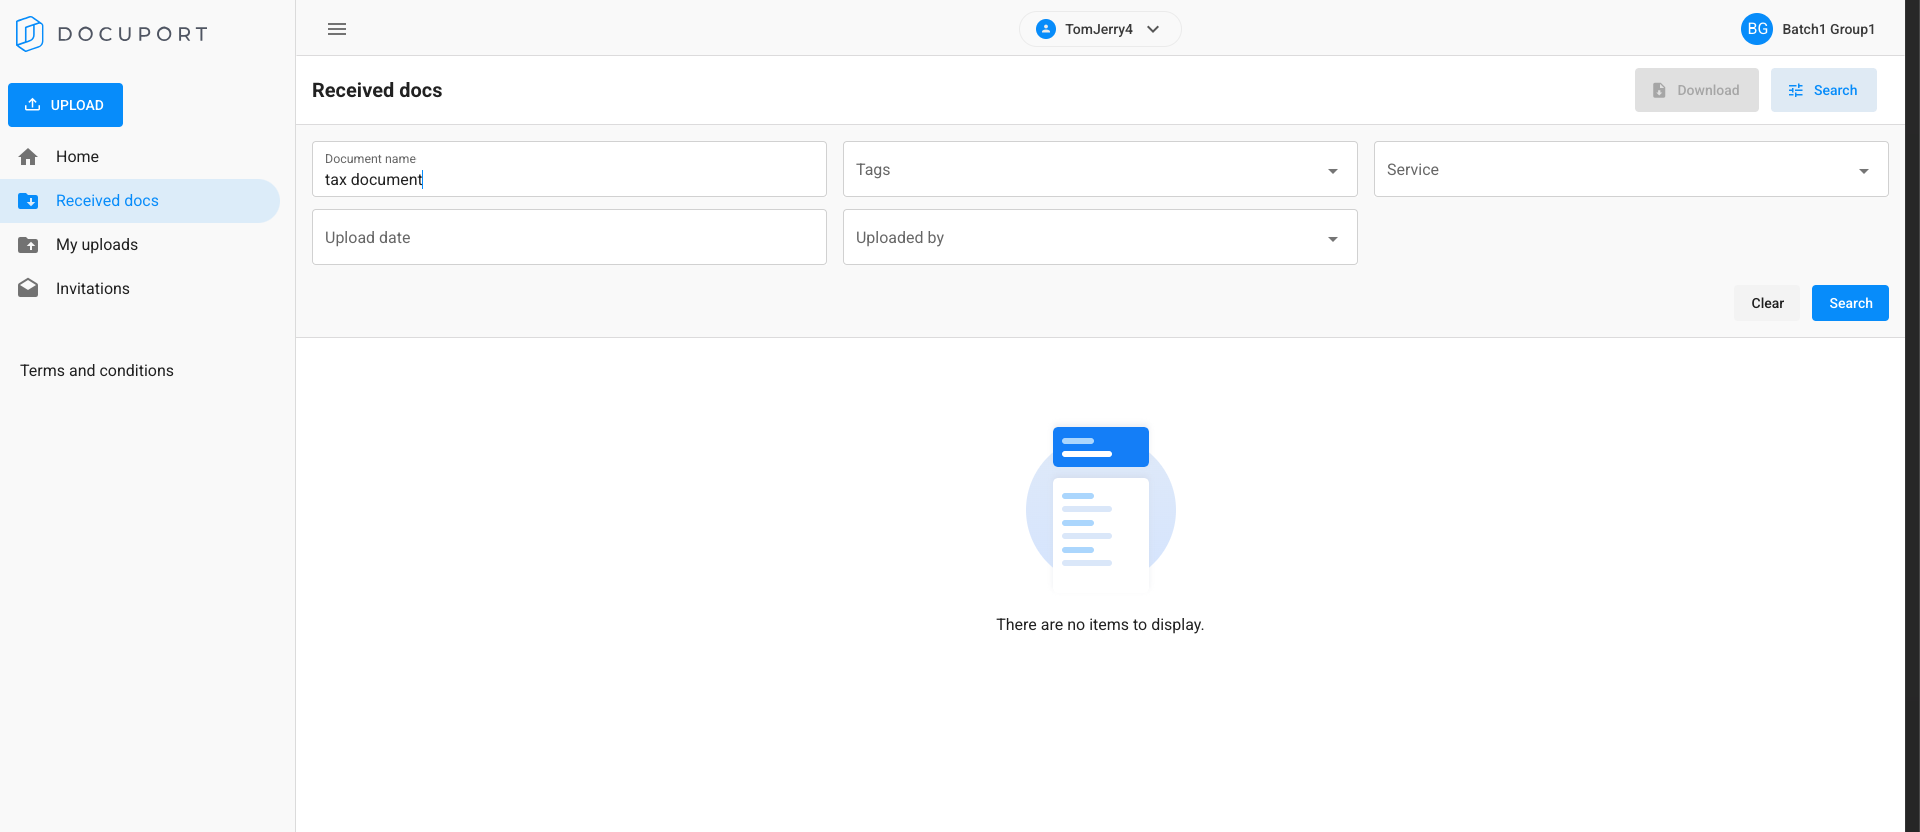 DOCUPORT
TomJerry4
BG Batch1 Group1
UPLOAD
Home
Received docs
My uploads
Invitations
Terms and conditions
Received docs
Download
Search
Document name
tax document
Tags
Service
Upload date
Uploaded by
Clear
Search
There are no items to display.